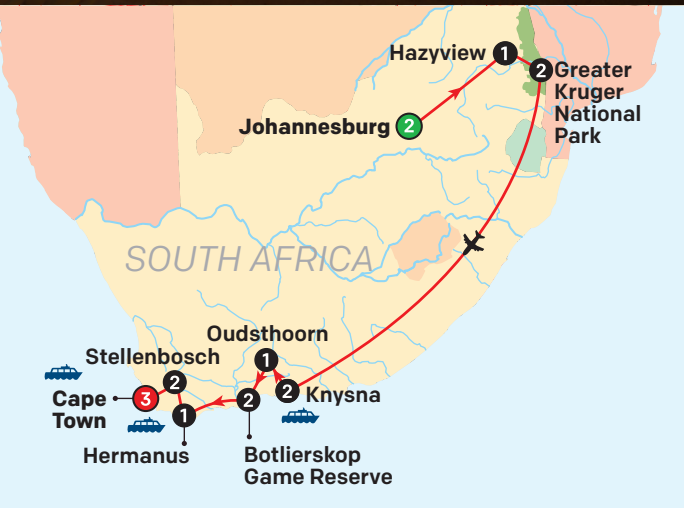 Hazyview
1
2
Greater
Kruger
National
Park
Johannesburg
2
SOUTH AFRICA
Oudsthoorn
1
Stellenbosch
2
Cape
Town
3
2
Knysna
1
2
Hermanus
Botlierskop
Game Reserve